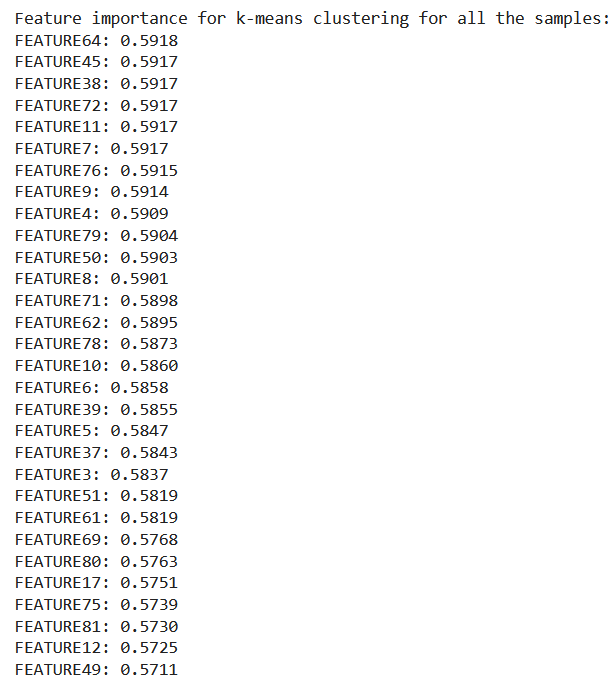 Feature importance for k-means clustering for all the samples:
FEATURE64: 0.5918
FEATURE45: 0.5917
FEATURE38: 0.5917
FEATURE72: 0.5917
FEATURE11: 0.5917
FEATURE7: 0.5917
FEATURE76: 0.5915
FEATURE9: 0.5914
FEATURE4: 0.5909
FEATURE79: 0.5904
FEATURE50: 0.5903
FEATURE8: 0.5901
FEATURE71: 0.5898
FEATURE62: 0.5895
FEATURE78: 0.5873
FEATURE10: 0.5860
FEATURE6: 0.5858
FEATURE39: 0.5855
FEATURE5: 0.5847
FEATURE37: 0.5843
FEATURE3: 0.5837
FEATURE51: 0.5819
FEATURE61: 0.5819
FEATURE69: 0.5768
FEATURE80: 0.5763
FEATURE17: 0.5751
FEATURE75: 0.5739
FEATURE81: 0.5730
FEATURE12: 0.5725
FEATURE49: 0.5711